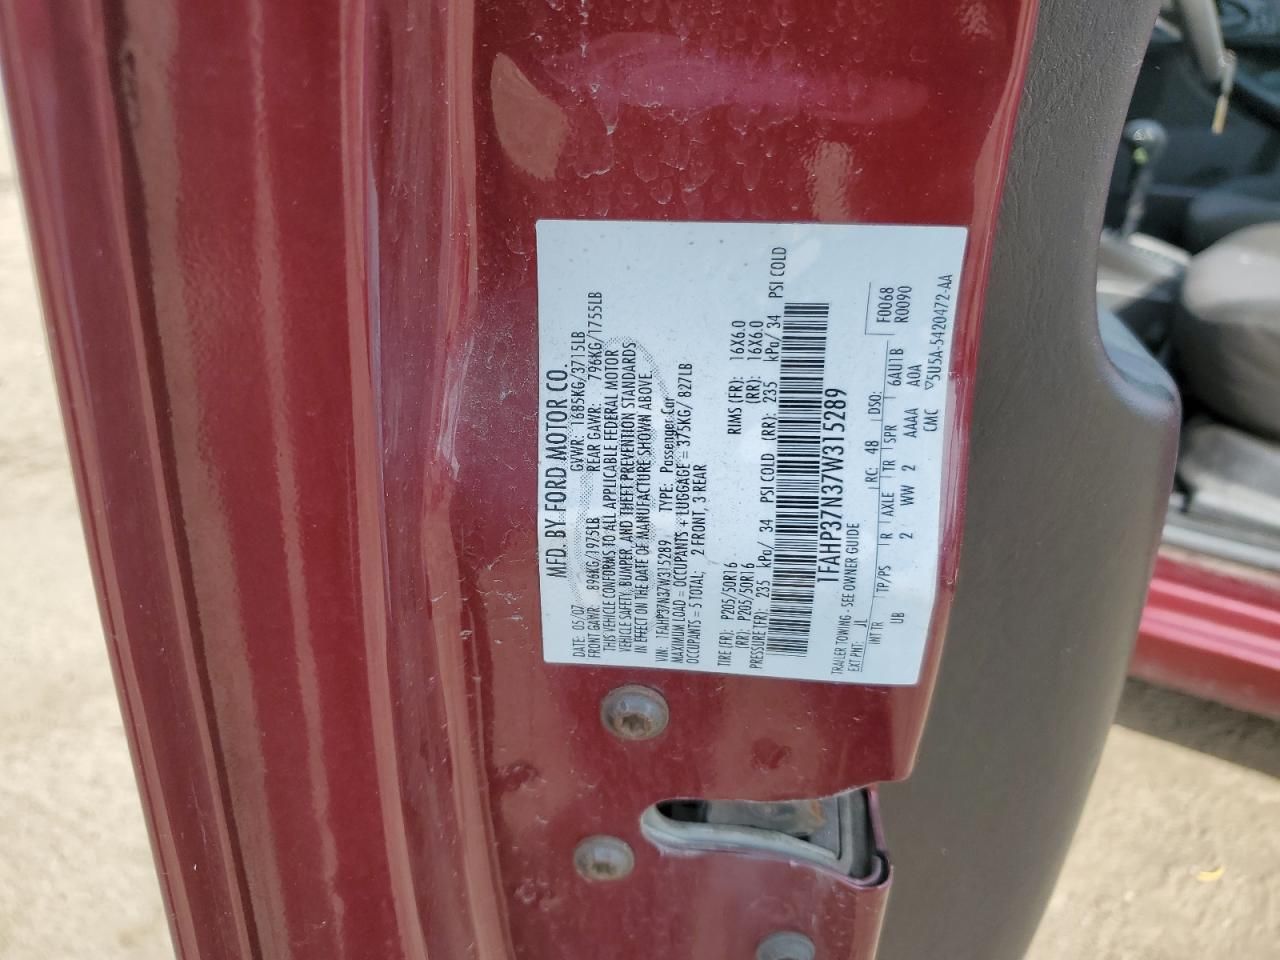 MFD. BY FORD MOTOR CO.
DATE: 05/07 GVWR: 1685KG/3715LB
FRONT GAWR: 896KG/1975LB REAR GAWR: 796KG/1755LB
THIS VEHICLE CONFORMS TO ALL APPLICABLE FEDERAL MOTOR
VEHICLE SAFETY, BUMPER, AND THEFT PREVENTION STANDARDS
IN EFFECT ON THE DATE OF MANUFACTURE SHOWN ABOVE.
VIN: 1FAHP37N37W315289 TYPE: Passenger Car
MAXIMUM LOAD = OCCUPANTS + LUGGAGE = 375KG/ 827LB
OCCUPANTS = 5 TOTAL; 2 FRONT, 3 REAR
TIRE (FR): P205/50R16 RIMS (FR): 16X6.0
(RR): P205/50R16 (RR): 16X6.0
PRESSURE (FR): 235 kPa/ 34 PSI COLD (RR): 235 kPa/ 34 PSI COLD
1FAHP37N37W315289
TRAILER TOWING - SEE OWNER GUIDE F0068
EXT PNT: JL RC: 48 DSO: R0090
INT TR TP/PS R AXLE TR SPR 6AU1B
UB 2 WW 2 AAAA A0A
CMC ▽5U5A-5420472-AA